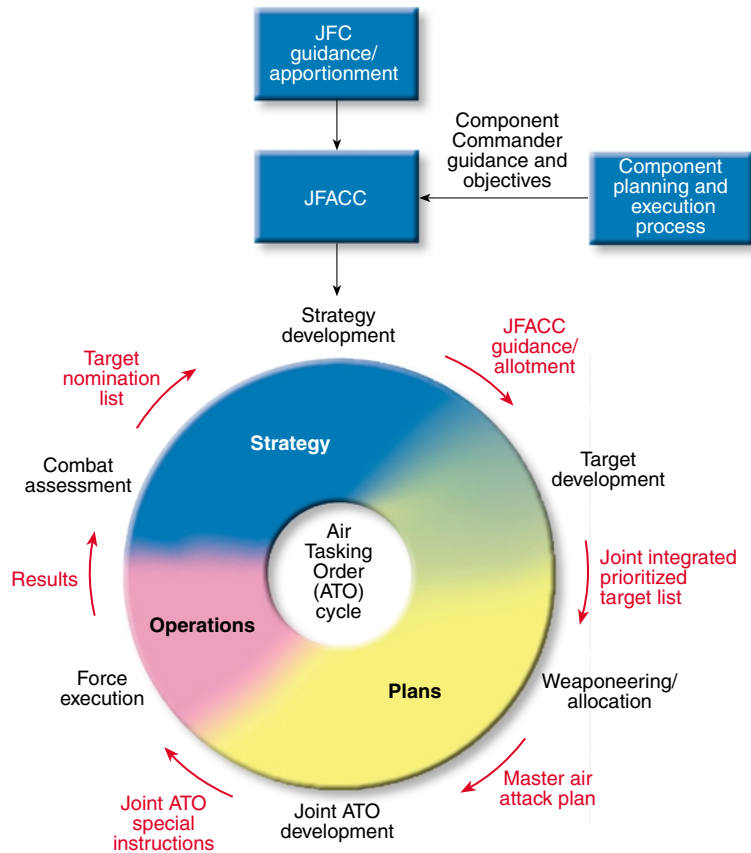 JFC
guidance/
apportionment
Component
Commander
guidance and
objectives
JFACC
Component
planning and
execution
process
Strategy
development
JFACC
guidance/
allotment
Target
nomination
list
Strategy
Combat
assessment
Target
development
Air
Tasking
Order
(ATO)
cycle
Results
Joint integrated
prioritized
target list
Operations
Force
execution
Plans
Weaponeering/
allocation
Master air
attack plan
Joint ATO
special
instructions
Joint ATO
development